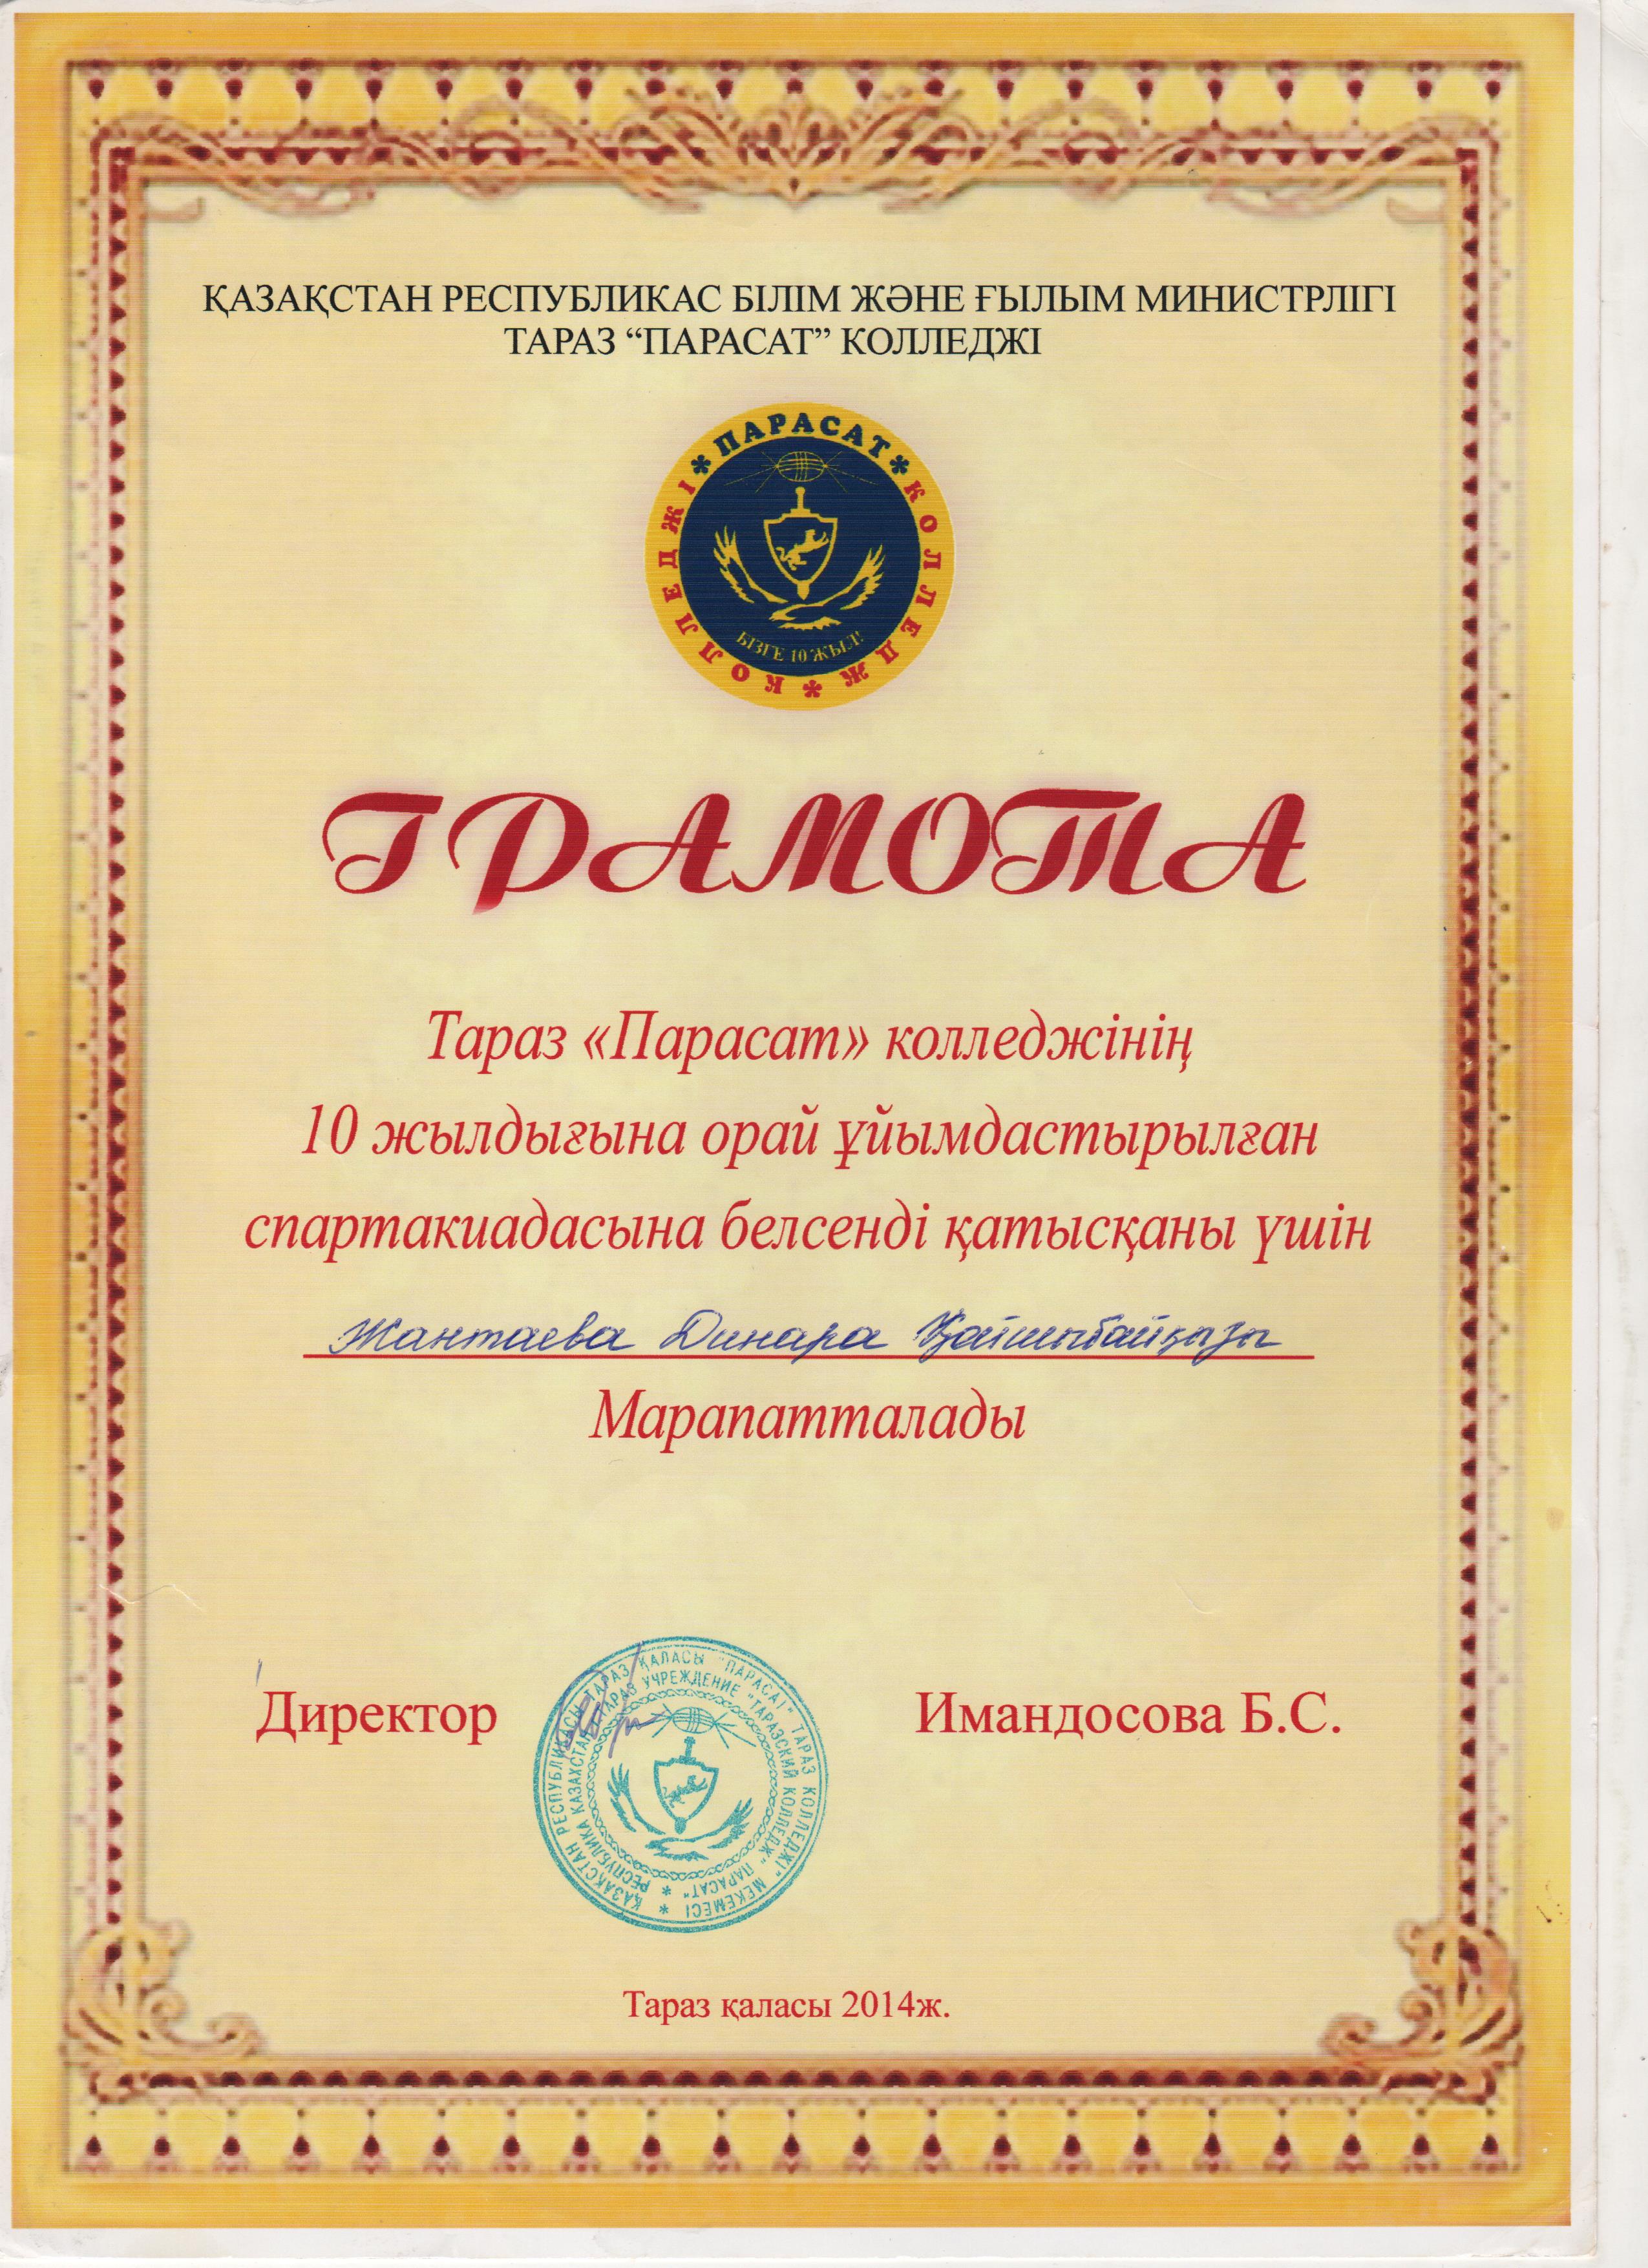 ҚАЗАҚСТАН РЕСПУБЛИКАС БІЛІМ ЖӘНЕ ҒЫЛЫМ МИНИСТРЛІГІ
ТАРАЗ “ПАРАСАТ” КОЛЛЕДЖІ
ПАРАСАТ
КОЛЛЕДЖ
КОЛЛЕДЖІ
БІЗГЕ 10 ЖЫЛ!
ГРАМОТА
Тараз «Парасат» колледжінің
10 жылдығына орай ұйымдастырылған
спартакиадасына белсенді қатысқаны үшін
Жантаева Динара
Марапатталады
Директор
Имандосова Б.С.
ҚАЗАҚСТАН РЕСПУБЛИКАСЫ ТАРАЗ ҚАЛАСЫ "ПАРАСАТ" ТАРАЗ КОЛЛЕДЖІ" МЕКЕМЕСІ
РЕСПУБЛИКА КАЗАХСТАН ТАРАЗ УЧРЕЖДЕНИЕ "ТАРАЗСКИЙ КОЛЛЕДЖ "ПАРАСАТ"
Тараз қаласы 2014ж.